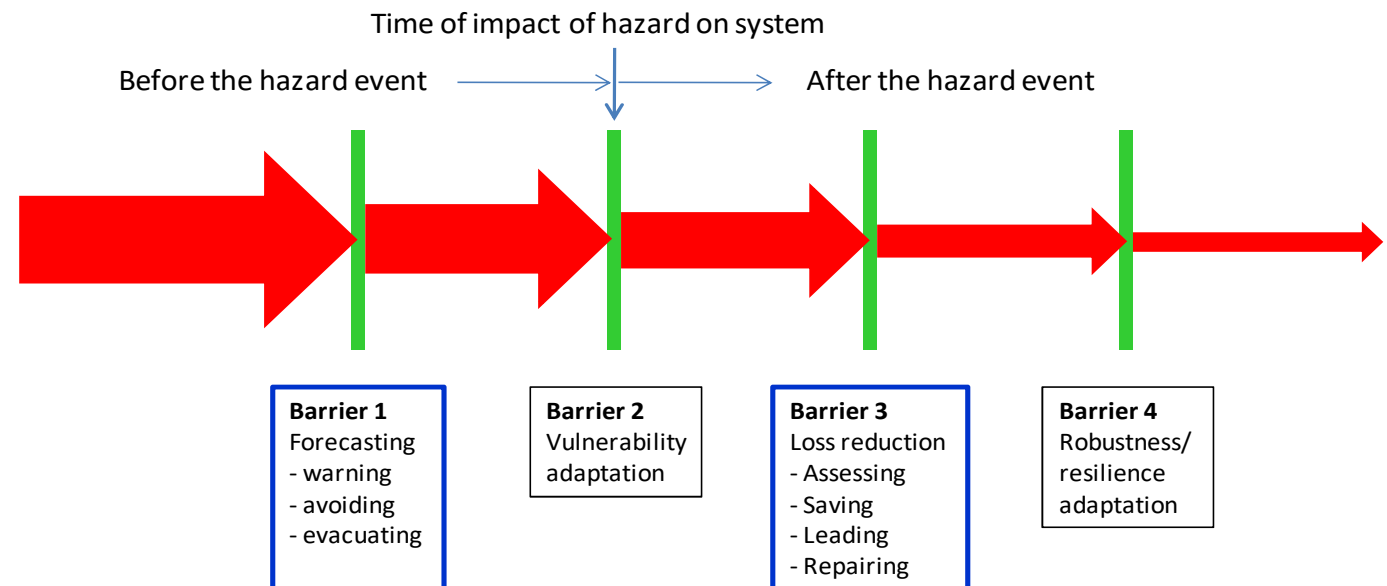 Time of impact of hazard on system
Before the hazard event
After the hazard event
Barrier 1
Forecasting
- warning
- avoiding
- evacuating
Barrier 2
Vulnerability
adaptation
Barrier 3
Loss reduction
- Assessing
- Saving
- Leading
- Repairing
Barrier 4
Robustness/
resilience
adaptation